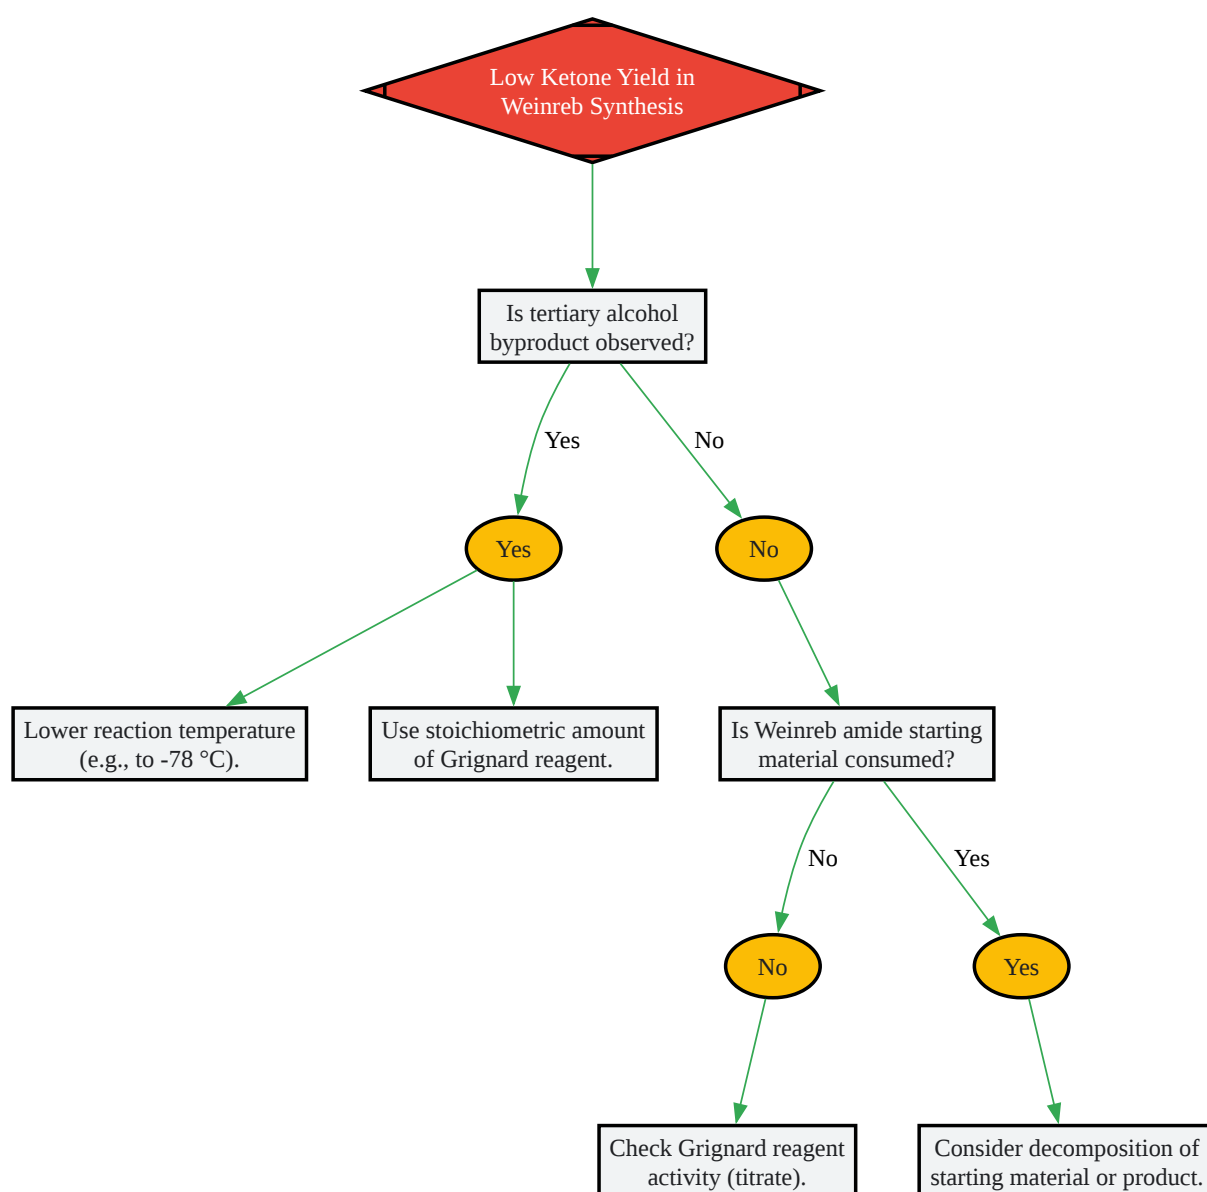 Low Ketone Yield in
Weinreb Synthesis
Is tertiary alcohol
byproduct observed?
Yes
No
Yes
No
Lower reaction temperature
(e.g., to -78 °C).
Use stoichiometric amount
of Grignard reagent.
Is Weinreb amide starting
material consumed?
No
Yes
No
Yes
Check Grignard reagent
activity (titrate).
Consider decomposition of
starting material or product.